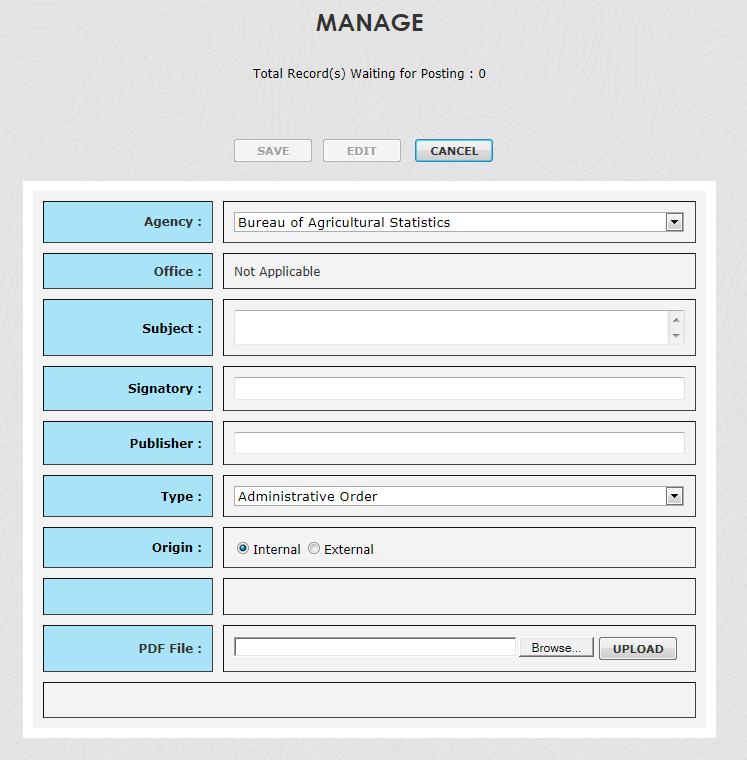 MANAGE
Total Record(s) Waiting for Posting : 0
SAVE EDIT CANCEL
Agency : Bureau of Agricultural Statistics
Office : Not Applicable
Subject :
Signatory :
Publisher :
Type : Administrative Order
Origin : Internal External
PDF File : Browse... UPLOAD